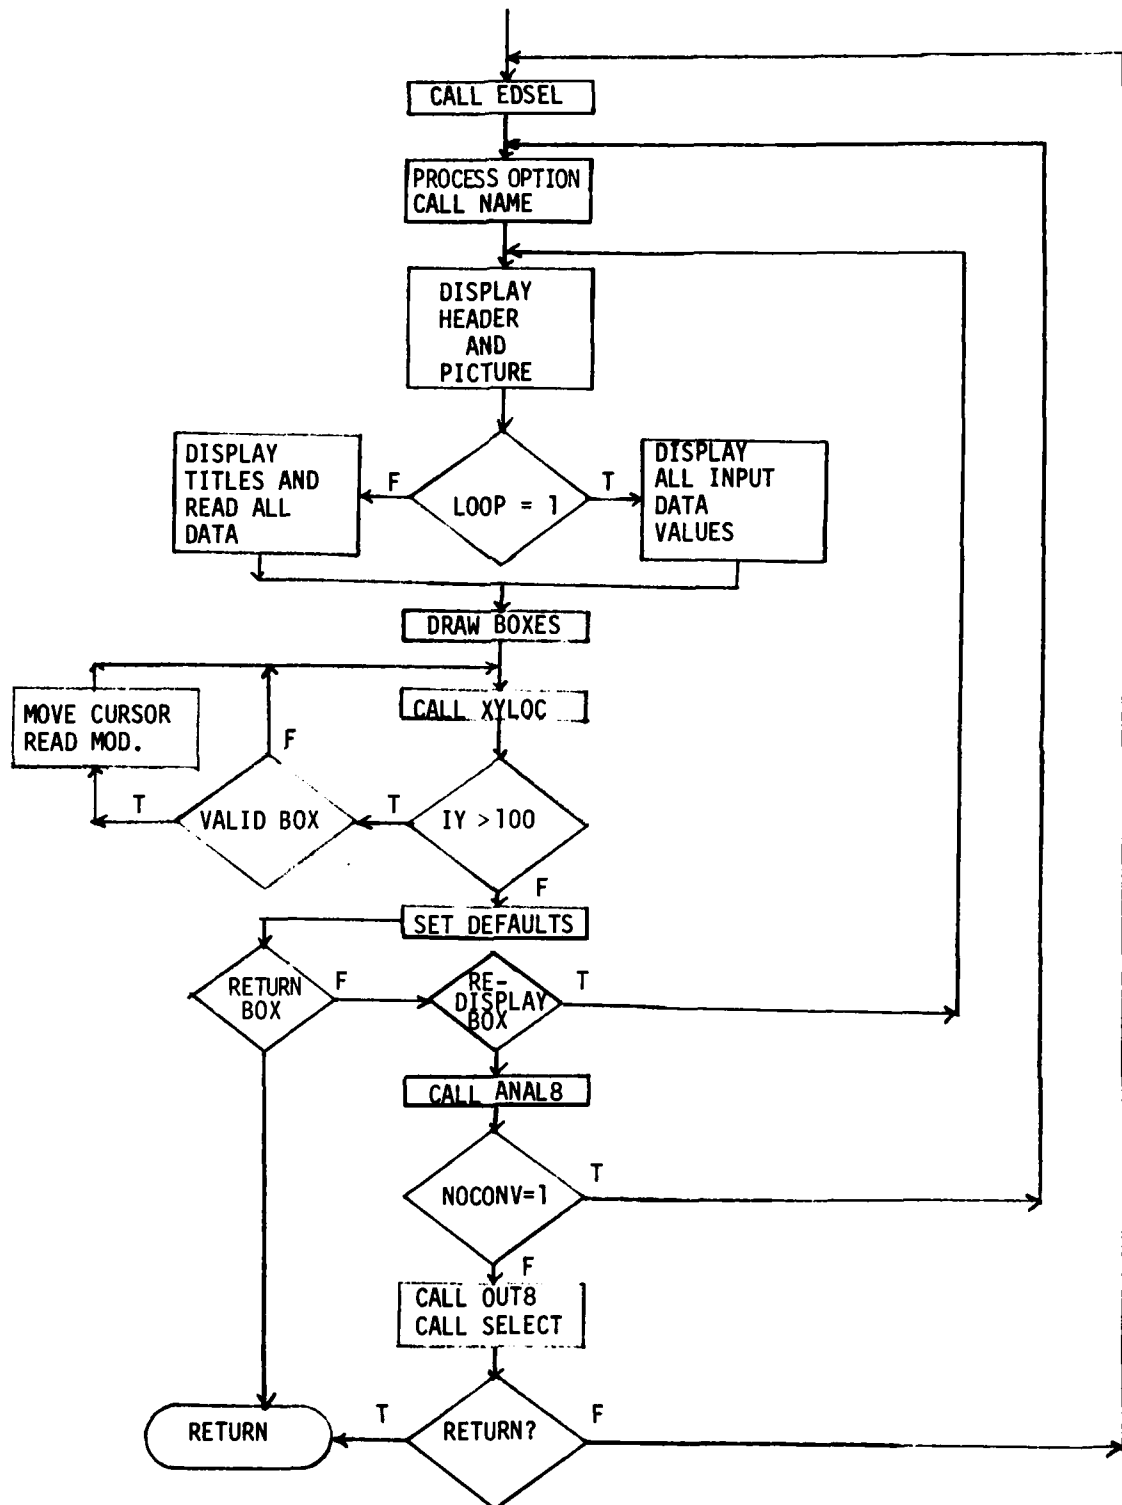 CALL EDSEL
PROCESS OPTION
CALL NAME
DISPLAY
HEADER
AND
PICTURE
DISPLAY
TITLES AND
READ ALL
DATA
F
LOOP = 1
T
DISPLAY
ALL INPUT
DATA
VALUES
DRAW BOXES
CALL XYLOC
MOVE CURSOR
READ MOD.
F
T
VALID BOX
T
IY >100
F
SET DEFAULTS
RETURN
BOX
F
RE-
DISPLAY
BOX
T
CALL ANAL8
NOCONV=1
T
F
CALL OUT8
CALL SELECT
RETURN
T
RETURN?
F